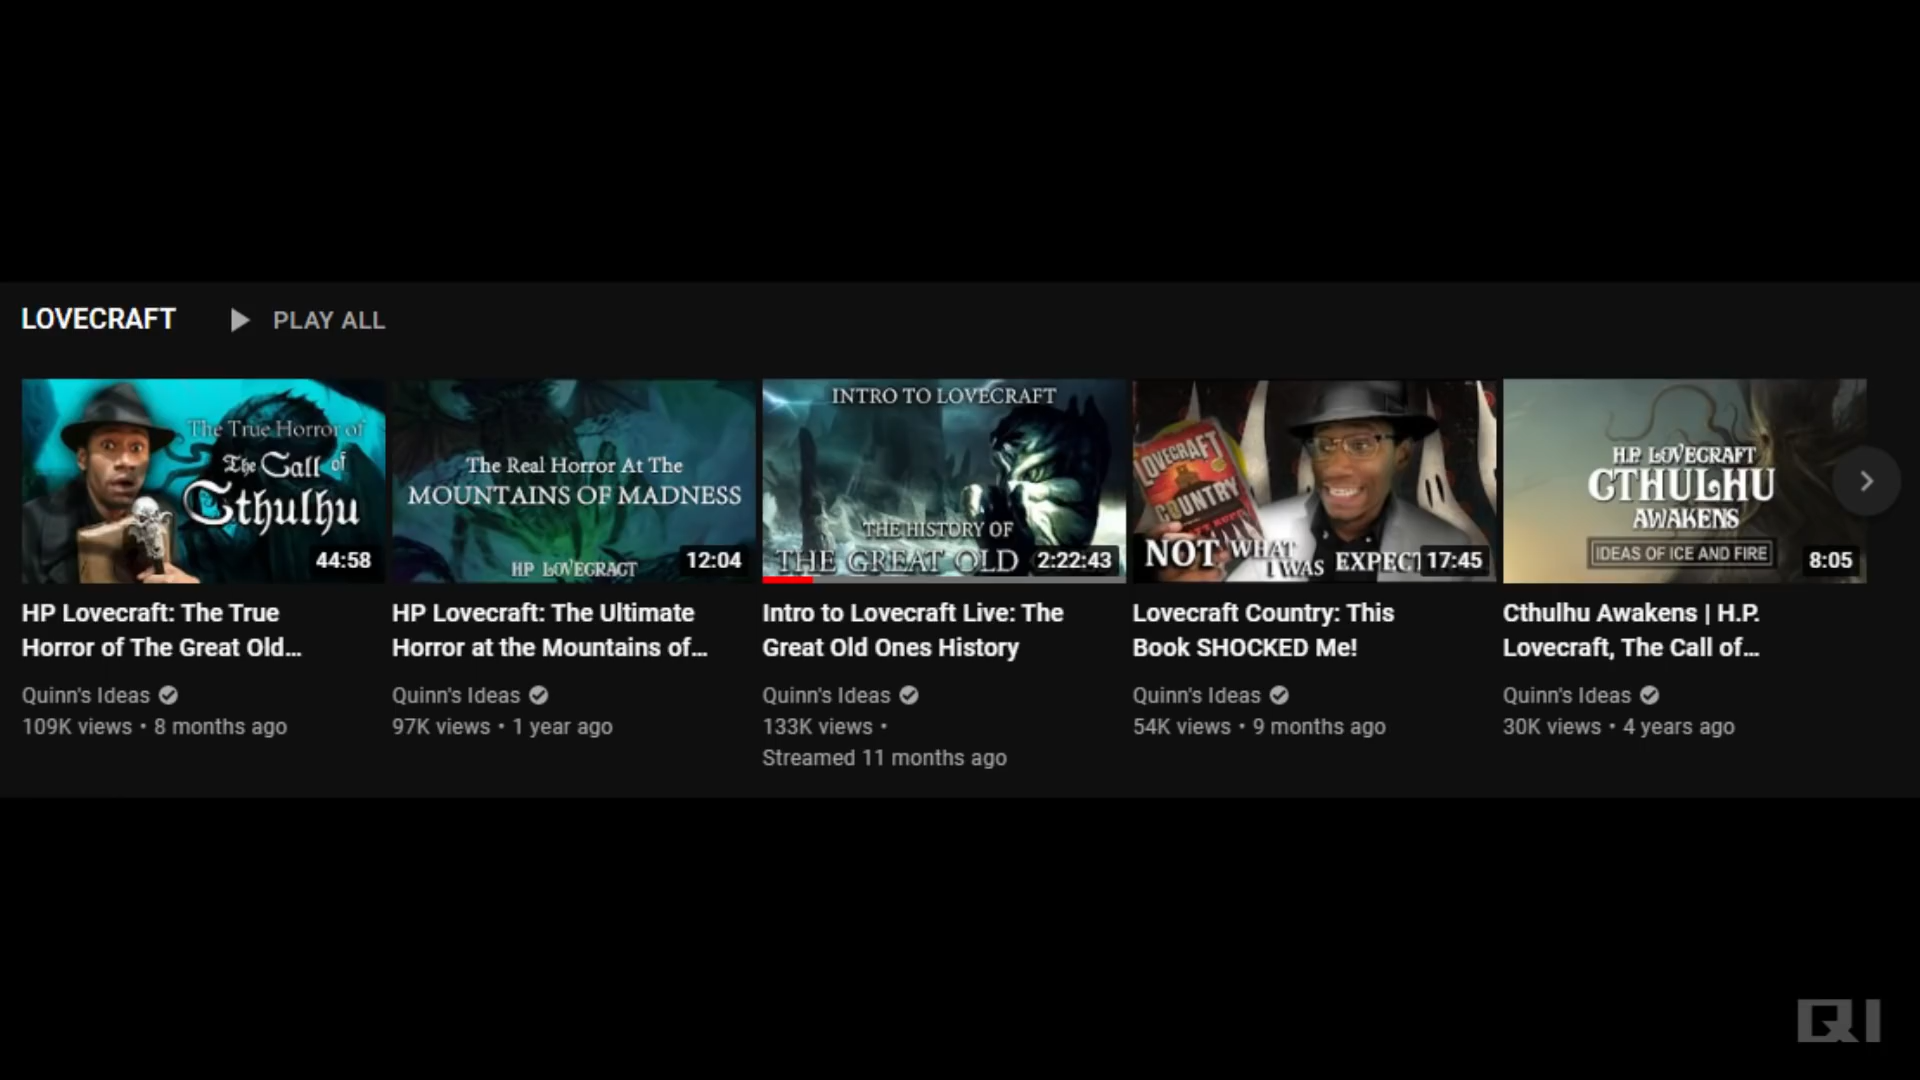 LOVECRAFT
PLAY ALL
The True Horror of
The Call of
Cthulhu
44:58
The Real Horror At The
MOUNTAINS OF MADNESS
HP LOVECRAGT
12:04
INTRO TO LOVECRAFT
THE HISTORY OF
THE GREAT OLD
2:22:43
LOVECRAFT
COUNTRY
NOT WHAT I WAS EXPECT
17:45
H.P. LOVECRAFT
CTHULHU
AWAKENS
IDEAS OF ICE AND FIRE
8:05
HP Lovecraft: The True
Horror of The Great Old...
Quinn's Ideas
109K views • 8 months ago
HP Lovecraft: The Ultimate
Horror at the Mountains of...
Quinn's Ideas
97K views • 1 year ago
Intro to Lovecraft Live: The
Great Old Ones History
Quinn's Ideas
133K views •
Streamed 11 months ago
Lovecraft Country: This
Book SHOCKED Me!
Quinn's Ideas
54K views • 9 months ago
Cthulhu Awakens | H.P.
Lovecraft, The Call of...
Quinn's Ideas
30K views • 4 years ago
QI